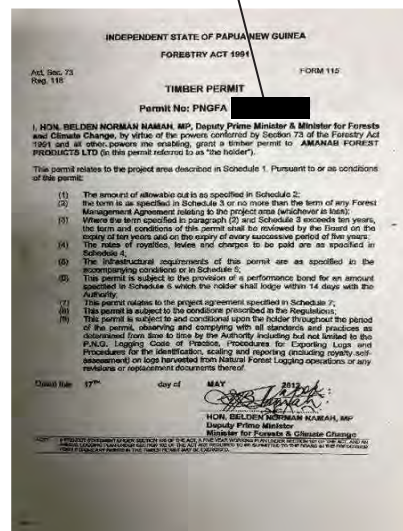 INDEPENDENT STATE OF PAPUA NEW GUINEA
FORESTRY ACT 1991
Act, Sec. 73 FORM 115
Reg. 118
TIMBER PERMIT
Permit No: PNGFA
I, HON. BELDEN NORMAN NAMAH, MP, Deputy Prime Minister & Minister for Forests
and Climate Change, by virtue of the powers conferred by Section 73 of the Forestry Act
1991 and all other powers me enabling, grant a timber permit to AMANAB FOREST
PRODUCTS LTD (in this permit referred to as "the holder").
This permit relates to the project area described in Schedule 1. Pursuant to or as conditions
of this permit:
(1) The amount of allowable cut is as specified in Schedule 2;
(2) the term is as specified in Schedule 3 or no more than the term of any Forest
Management Agreement relating to the project area (whichever is less);
(3) Where the term specified in paragraph (2) and Schedule 3 exceeds ten years,
the term and conditions of this permit shall be reviewed by the Board on the
expiry of ten years and on the expiry of every successive period of five years;
(4) The rates of royalties, levies and charges to be paid are as specified in
Schedule 4;
(5) The infrastructural requirements of this permit are as specified in the
accompanying conditions or in Schedule 5;
(6) This permit is subject to the provision of a performance bond for an amount
specified in Schedule 6 which the holder shall lodge within 14 days with the
Authority;
(7) This permit relates to the project agreement specified in Schedule 7;
(8) This permit is subject to the conditions prescribed in the Regulations;
(9) This permit is subject to and conditional upon the holder throughout the period
of the permit, observing and complying with all standards and practices as
determined from time to time by the Authority including but not limited to the
P.N.G. Logging Code of Practice, Procedures for Exporting Logs and
Procedures for the identification, scaling and reporting (including royalty self-
assessment) on logs harvested from Natural Forest Logging operations or any
revisions or replacement documents thereof.
Dated this 17TH day of MAY 2012
HON. BELDEN NORMAN NAMAH, MP
Deputy Prime Minister
Minister for Forests & Climate Change